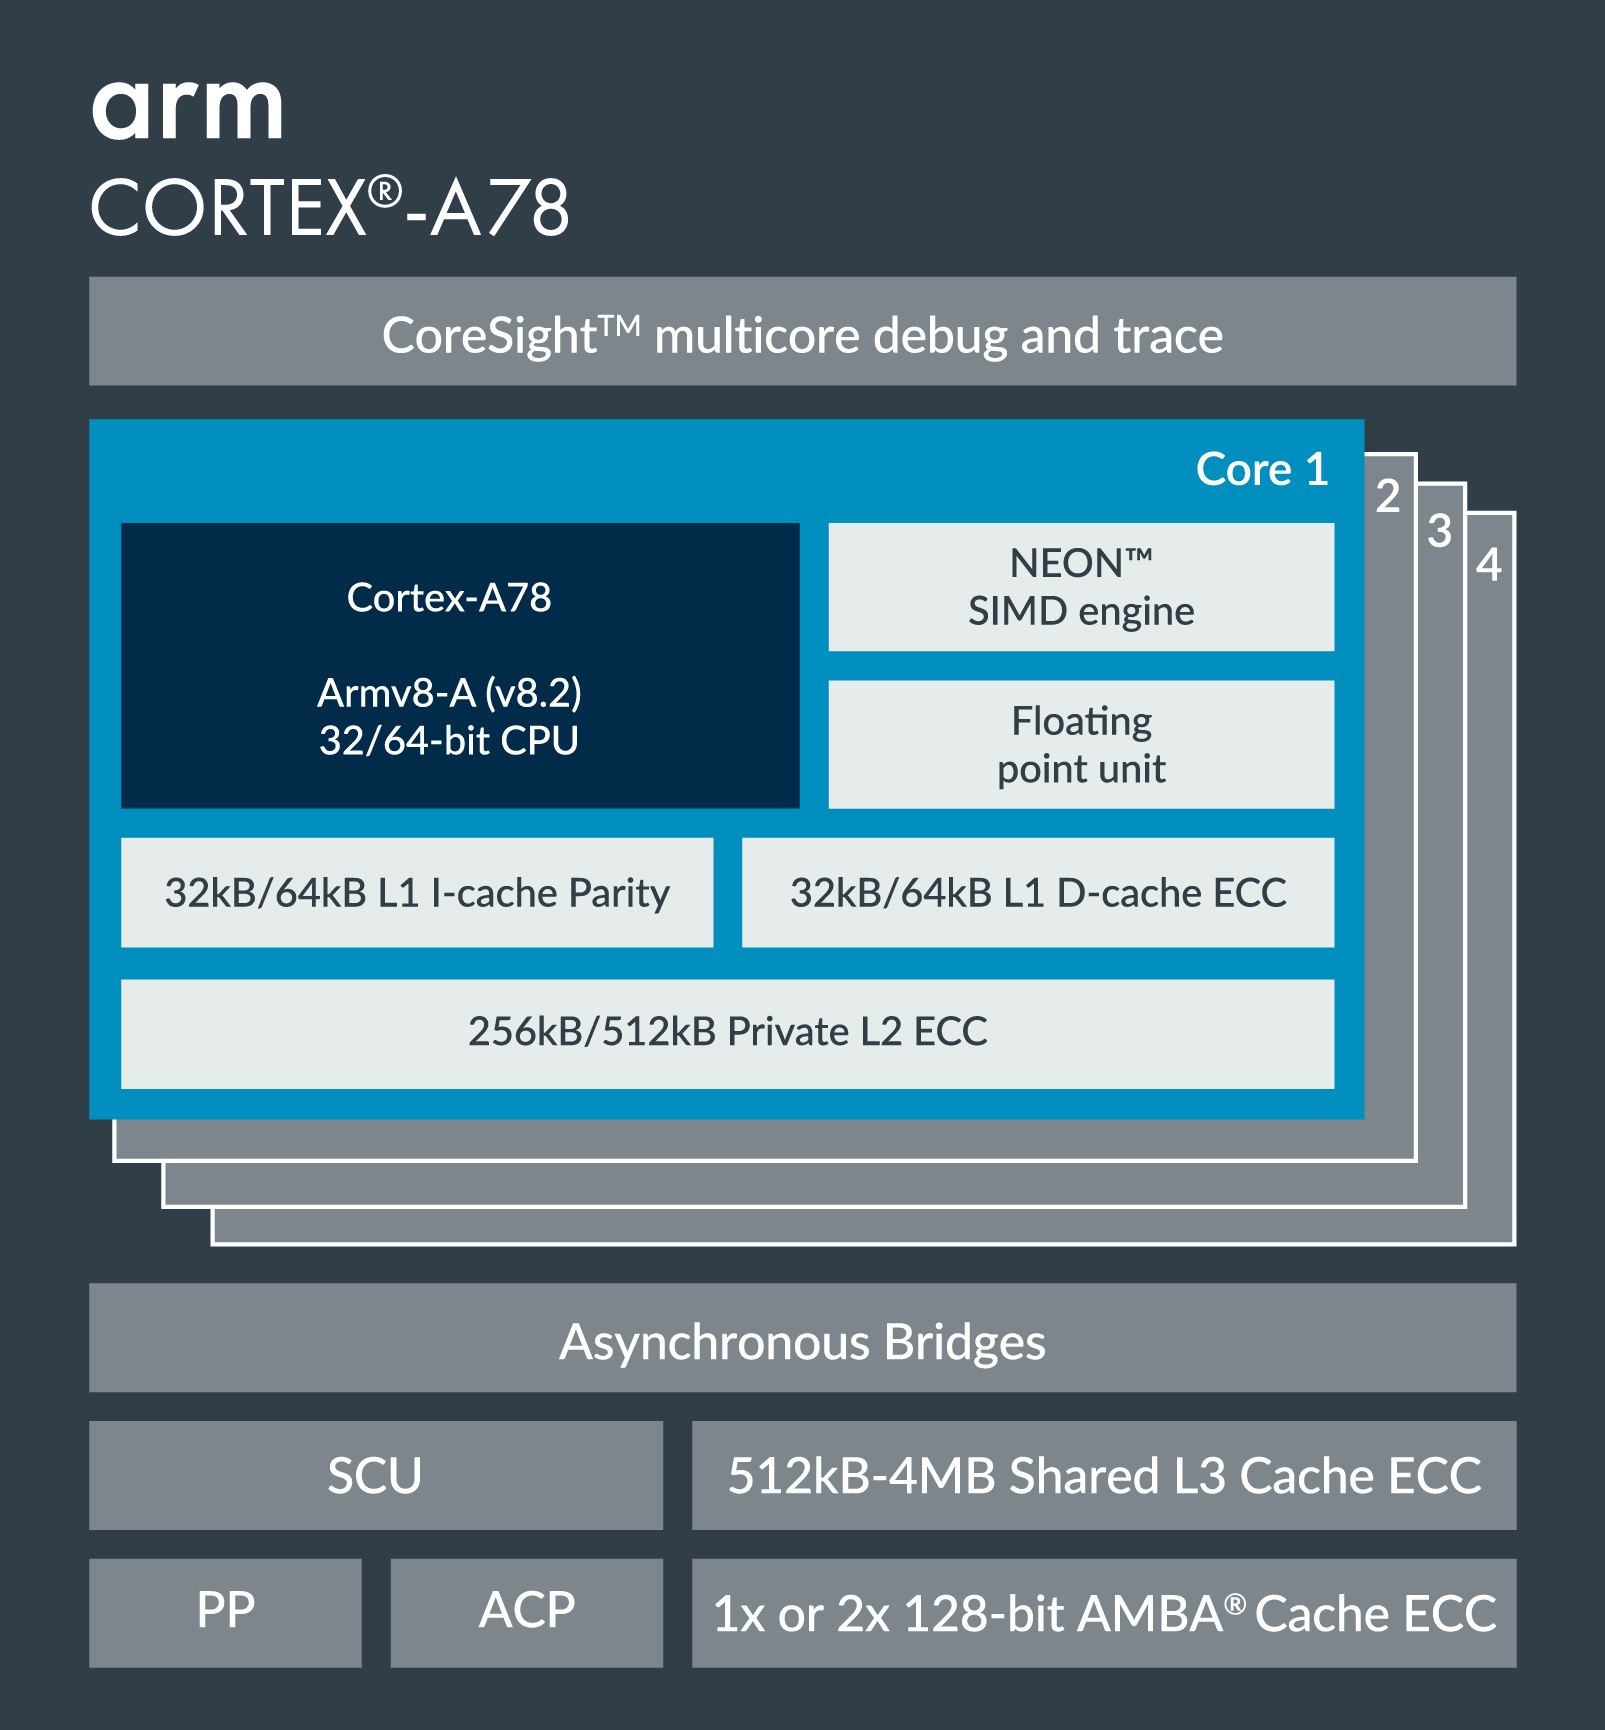 arm
CORTEX®-A78
CoreSight™ multicore debug and trace
Core 1
2
3
4
Cortex-A78
Armv8-A (v8.2)
32/64-bit CPU
NEON™
SIMD engine
Floating
point unit
32kB/64kB L1 I-cache Parity
32kB/64kB L1 D-cache ECC
256kB/512kB Private L2 ECC
Asynchronous Bridges
SCU
512kB-4MB Shared L3 Cache ECC
PP
ACP
1x or 2x 128-bit AMBA® Cache ECC